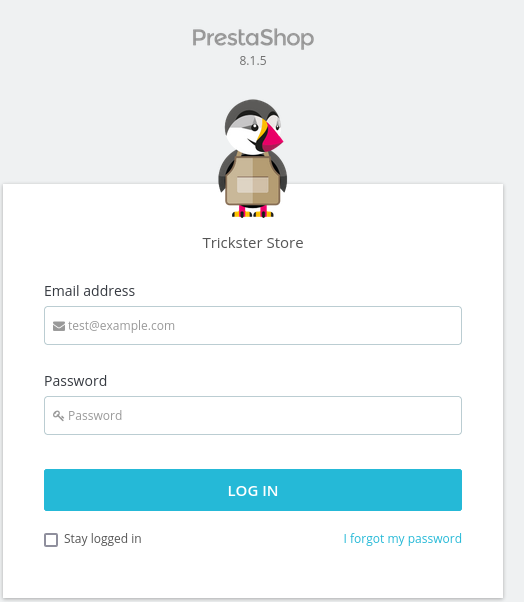 PrestaShop
8.1.5
Trickster Store
Email address
test@example.com
Password
Password
LOG IN
Stay logged in
I forgot my password